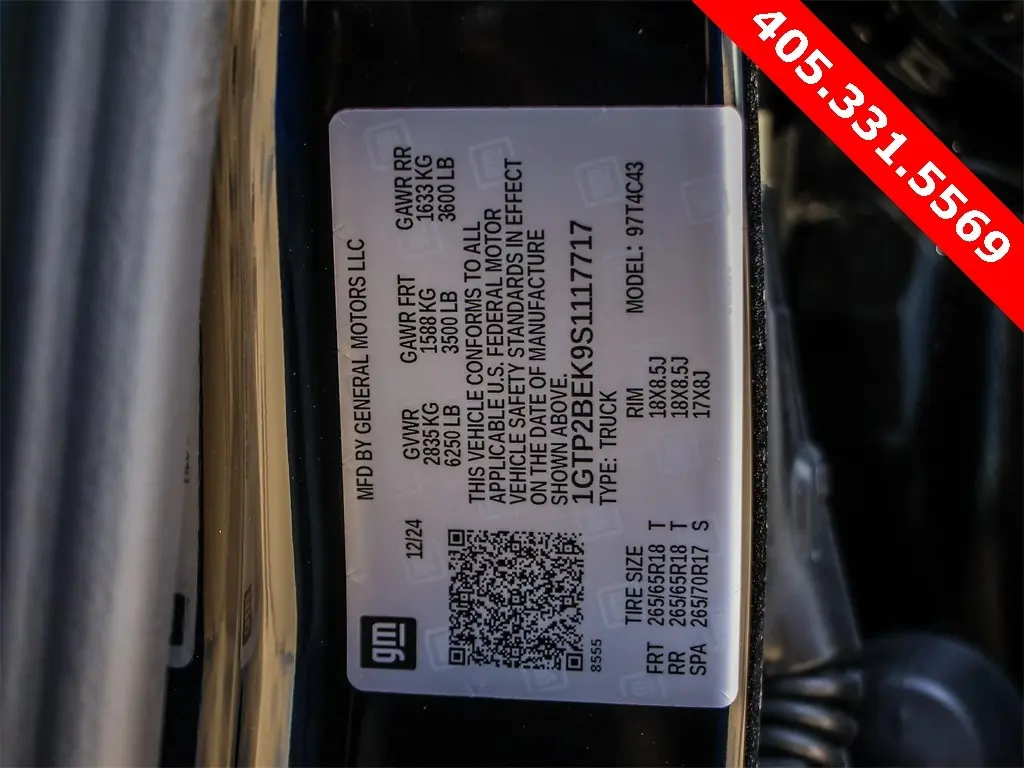 405.331.5569
MFD BY GENERAL MOTORS LLC
gm
12/24
GVWR GAWR FRT GAWR RR
2835 KG 1588 KG 1633 KG
6250 LB 3500 LB 3600 LB
THIS VEHICLE CONFORMS TO ALL
APPLICABLE U.S. FEDERAL MOTOR
VEHICLE SAFETY STANDARDS IN EFFECT
ON THE DATE OF MANUFACTURE
SHOWN ABOVE.
1GTP2BEK9S1117717
8555
TYPE: TRUCK
TIRE SIZE RIM MODEL: 97T4C43
FRT 265/65R18 T 18X8.5J
RR 265/65R18 T 18X8.5J
SPA 265/70R17 S 17X8J